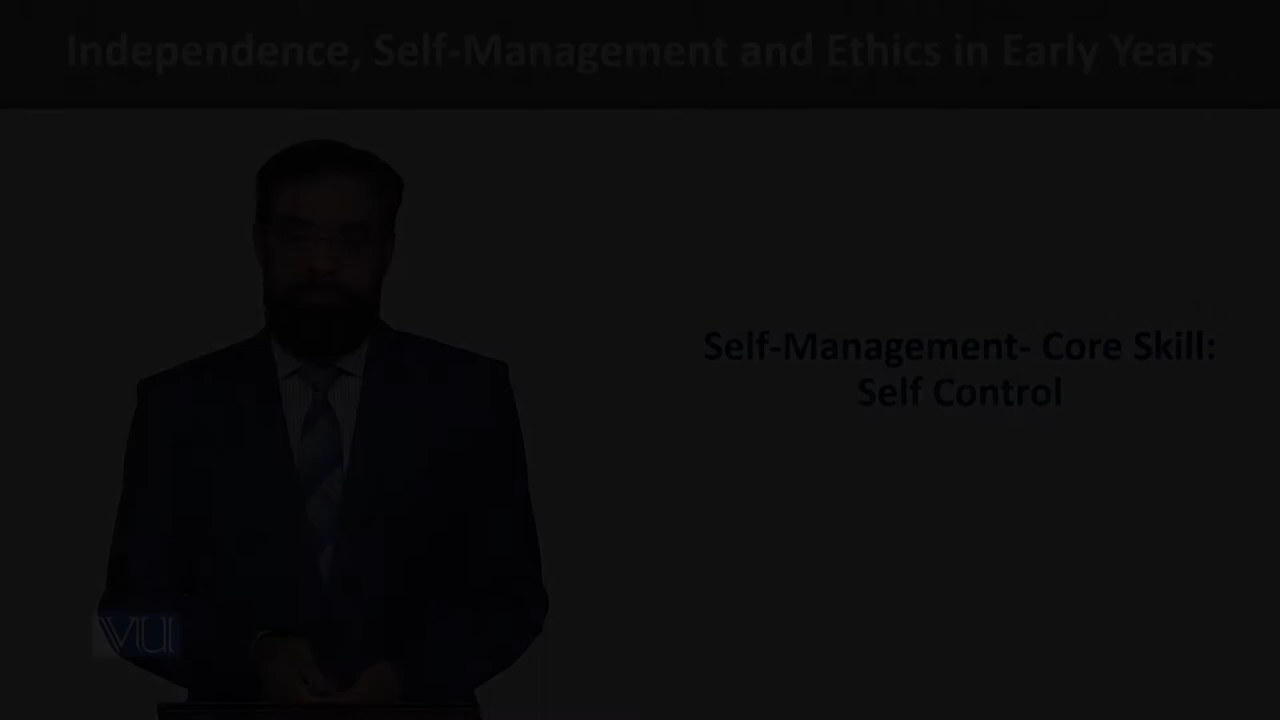 Independence, Self-Management and Ethics in Early Years
Self-Management- Core Skill:
Self Control
VU